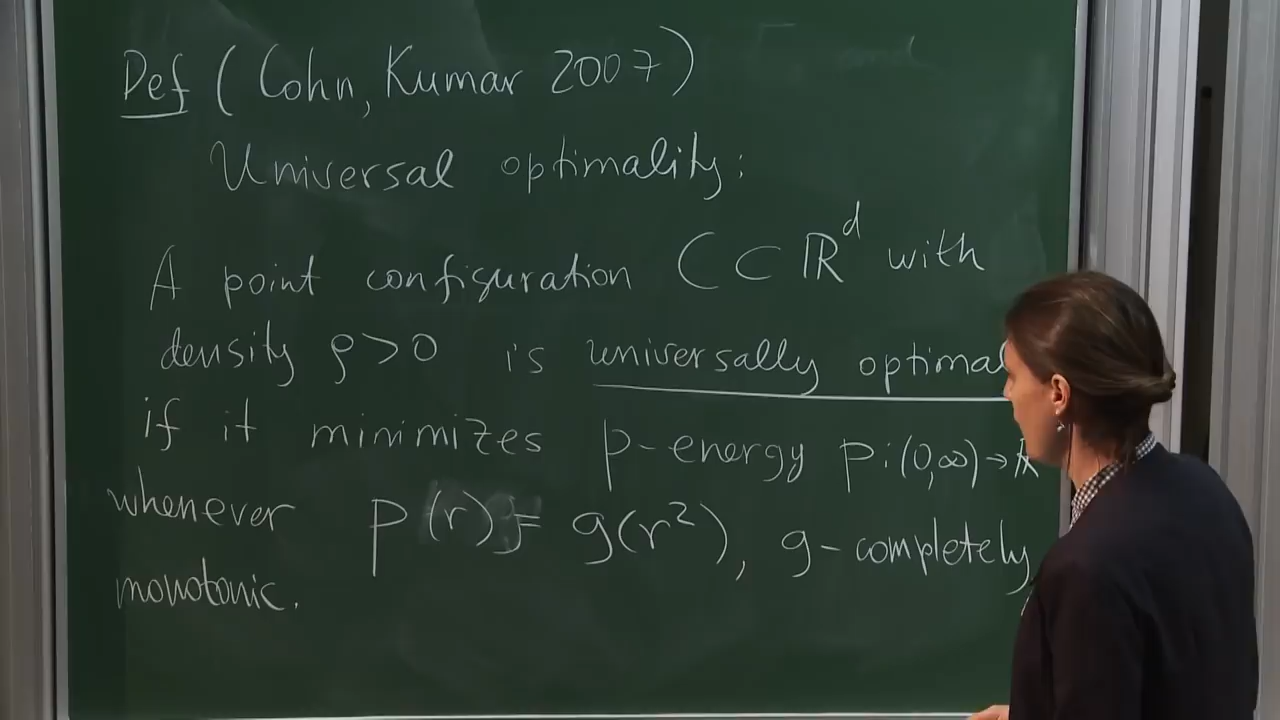 Def (Cohn, Kumar 2007)
Universal optimality:
A point configuration C ⊂ ℝ^d with
density ρ>0 is universally optimal
if it minimizes p-energy p:(0,∞)→ℝ
whenever p(r) = g(r²), g-completely
monotonic.